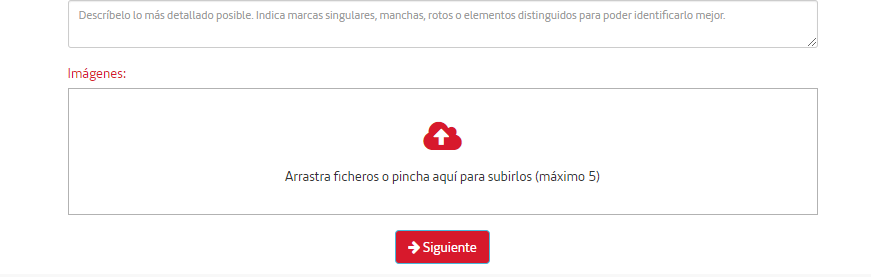 Descríbelo lo más detallado posible. Indica marcas singulares, manchas, rotos o elementos distinguidos para poder identificarlo mejor.
Imágenes:
Arrastra ficheros o pincha aquí para subirlos (máximo 5)
Siguiente